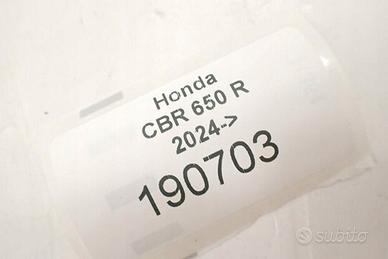 Honda
CBR 650 R
2024->
190703
subito